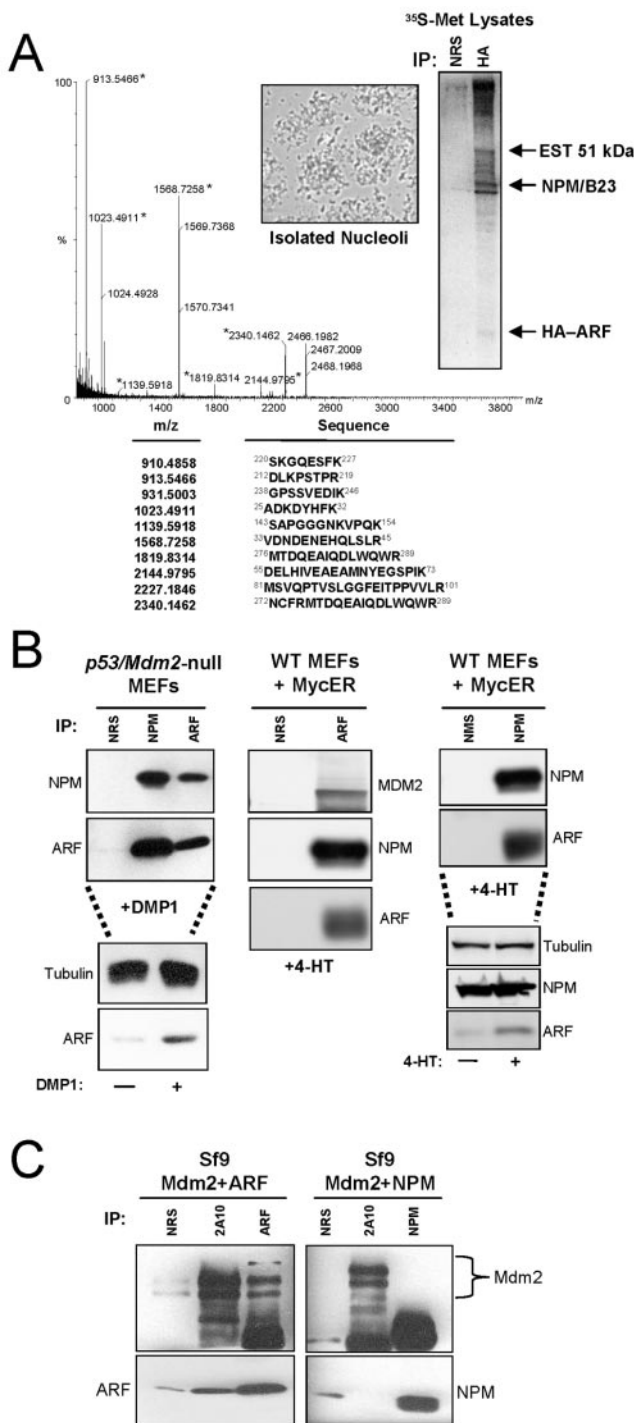 A
³⁵S-Met Lysates
IP: NRS HA
100
913.5466 *
1568.7258 *
1023.4911 *
1569.7368
%
1024.4928
1570.7341
*2340.1462 2466.1982
2467.2009
2468.1968
*1139.5918 *1819.8314 2144.9795*
0
1000 1400 1800 2200 2600 3000 3400 3800 m/z
Isolated Nucleoli
EST 51 kDa
NPM/B23
HA–ARF
m/z Sequence
910.4858 ²²⁰SKGQESFK²²⁷
913.5466 ²¹²DLKPSTPR²¹⁹
931.5003 ²³⁸GPSSVEDIK²⁴⁶
1023.4911 ²⁵ADKDYHFK³²
1139.5918 ¹⁴³SAPGGGNKVPQK¹⁵⁴
1568.7258 ³³VDNDENEHQLSLR⁴⁵
1819.8314 ²⁷⁶MTDQEAIQDLWQWR²⁸⁹
2144.9795 ⁵⁵DELHIVEAEAMNYEGSPIK⁷³
2227.1846 ⁸¹MSVQPTVSLGGFEITPPVVLR¹⁰¹
2340.1462 ²⁷²NCFRMTDQEAIQDLWQWR²⁸⁹
B
p53/Mdm2-null
MEFs
IP: NRS NPM ARF
NPM
ARF
+DMP1
Tubulin
ARF
DMP1: — +
WT MEFs
+ MycER
NRS ARF
MDM2
NPM
ARF
+4-HT
WT MEFs
+ MycER
NMS NPM
NPM
ARF
+4-HT
Tubulin
NPM
ARF
4-HT: — +
C
Sf9
Mdm2+ARF
IP: NRS 2A10 ARF
ARF
Sf9
Mdm2+NPM
NRS 2A10 NPM
Mdm2
NPM